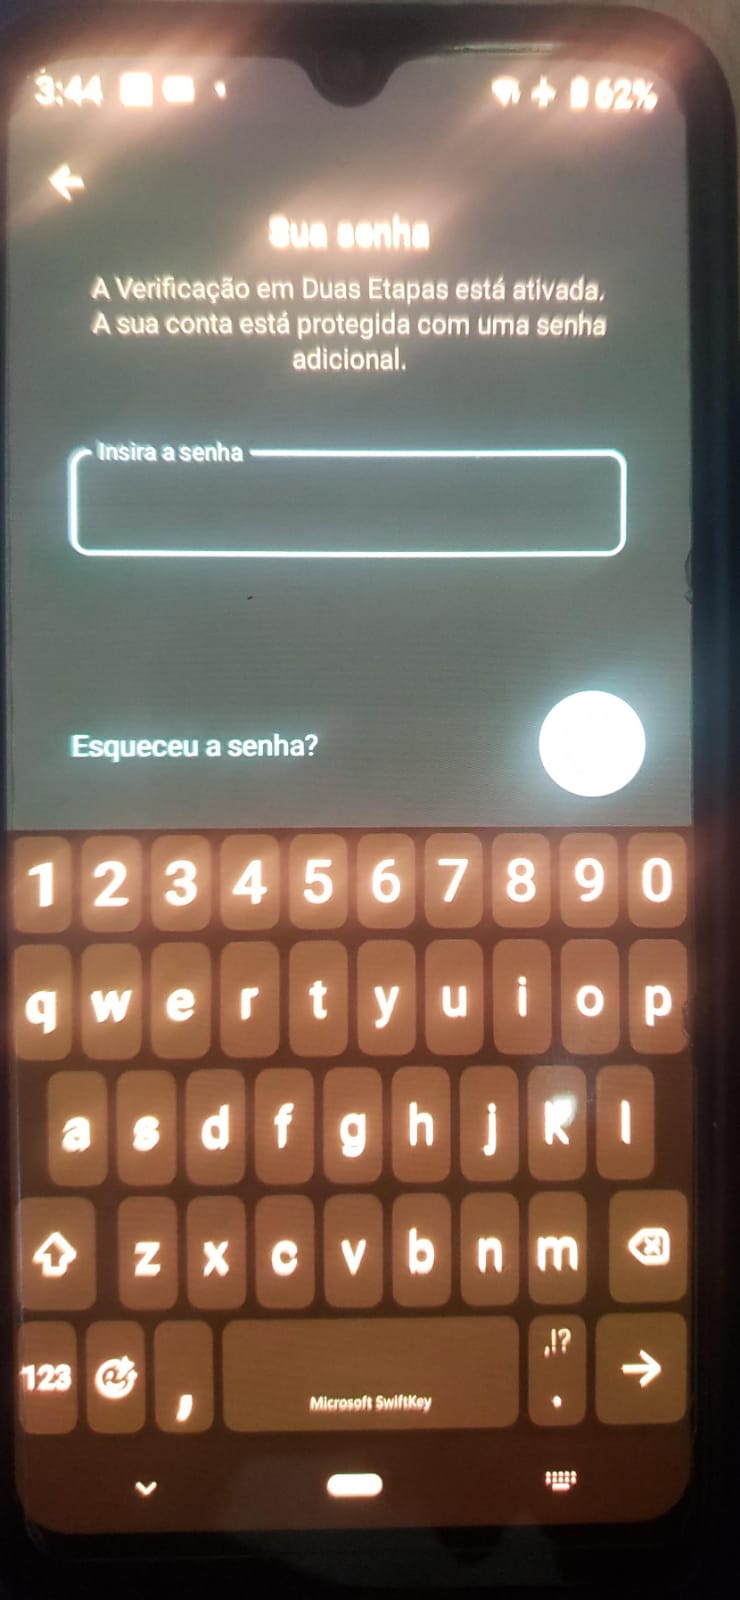 3:44 62%
Sua senha
A Verificação em Duas Etapas está ativada.
A sua conta está protegida com uma senha
adicional.
Insira a senha
Esqueceu a senha?
1 2 3 4 5 6 7 8 9 0
q w e r t y u i o p
a s d f g h j k l
z x c v b n m
123 , Microsoft SwiftKey ,!? .